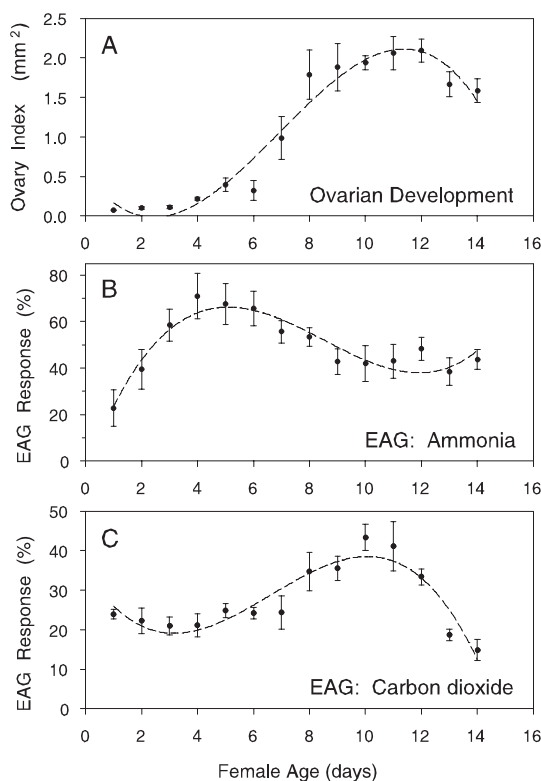 A
Ovary Index (mm²)
2.5
2.0
1.5
1.0
0.5
0.0
Ovarian Development
0 2 4 6 8 10 12 14 16
B
EAG Response (%)
80
60
40
20
0
EAG: Ammonia
0 2 4 6 8 10 12 14 16
C
EAG Response (%)
50
40
30
20
10
0
EAG: Carbon dioxide
0 2 4 6 8 10 12 14 16
Female Age (days)